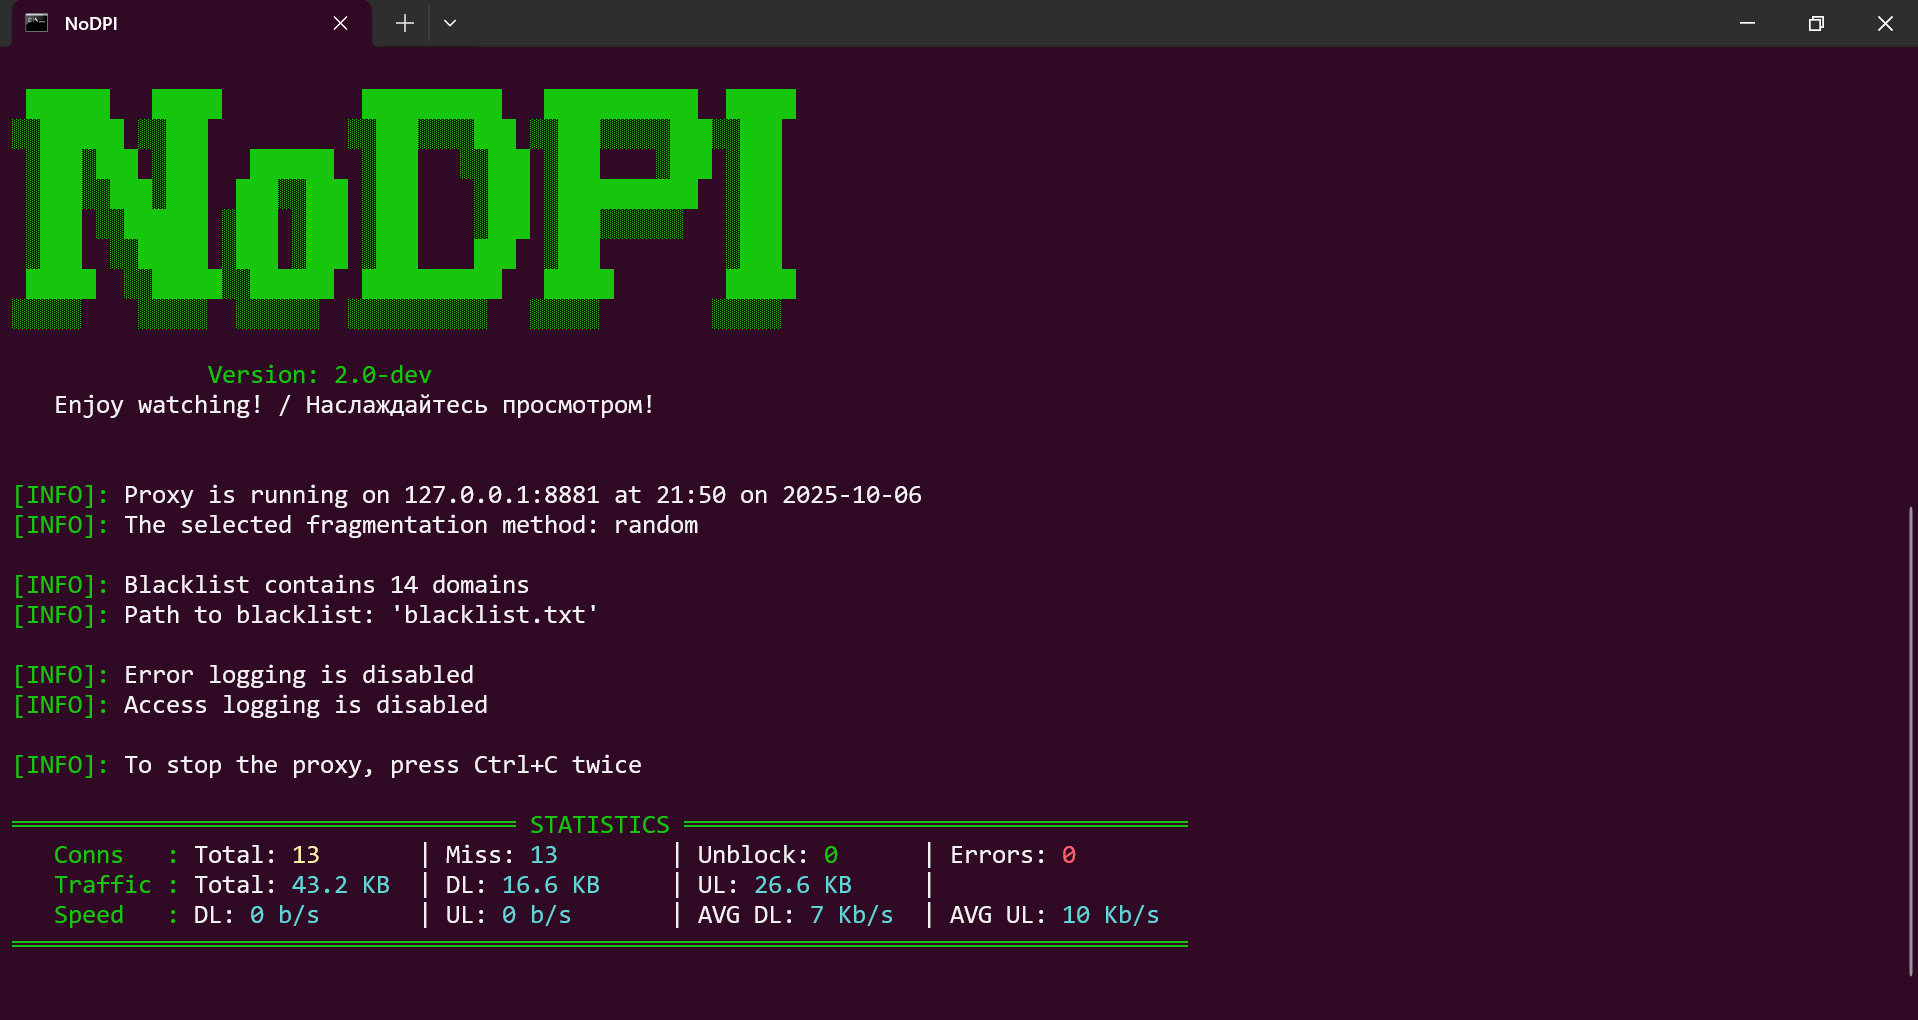 NoDPI
NoDPI
Version: 2.0-dev
Enjoy watching! / Наслаждайтесь просмотром!
[INFO]: Proxy is running on 127.0.0.1:8881 at 21:50 on 2025-10-06
[INFO]: The selected fragmentation method: random
[INFO]: Blacklist contains 14 domains
[INFO]: Path to blacklist: 'blacklist.txt'
[INFO]: Error logging is disabled
[INFO]: Access logging is disabled
[INFO]: To stop the proxy, press Ctrl+C twice
STATISTICS
Conns : Total: 13 | Miss: 13 | Unblock: 0 | Errors: 0
Traffic : Total: 43.2 KB | DL: 16.6 KB | UL: 26.6 KB |
Speed : DL: 0 b/s | UL: 0 b/s | AVG DL: 7 Kb/s | AVG UL: 10 Kb/s